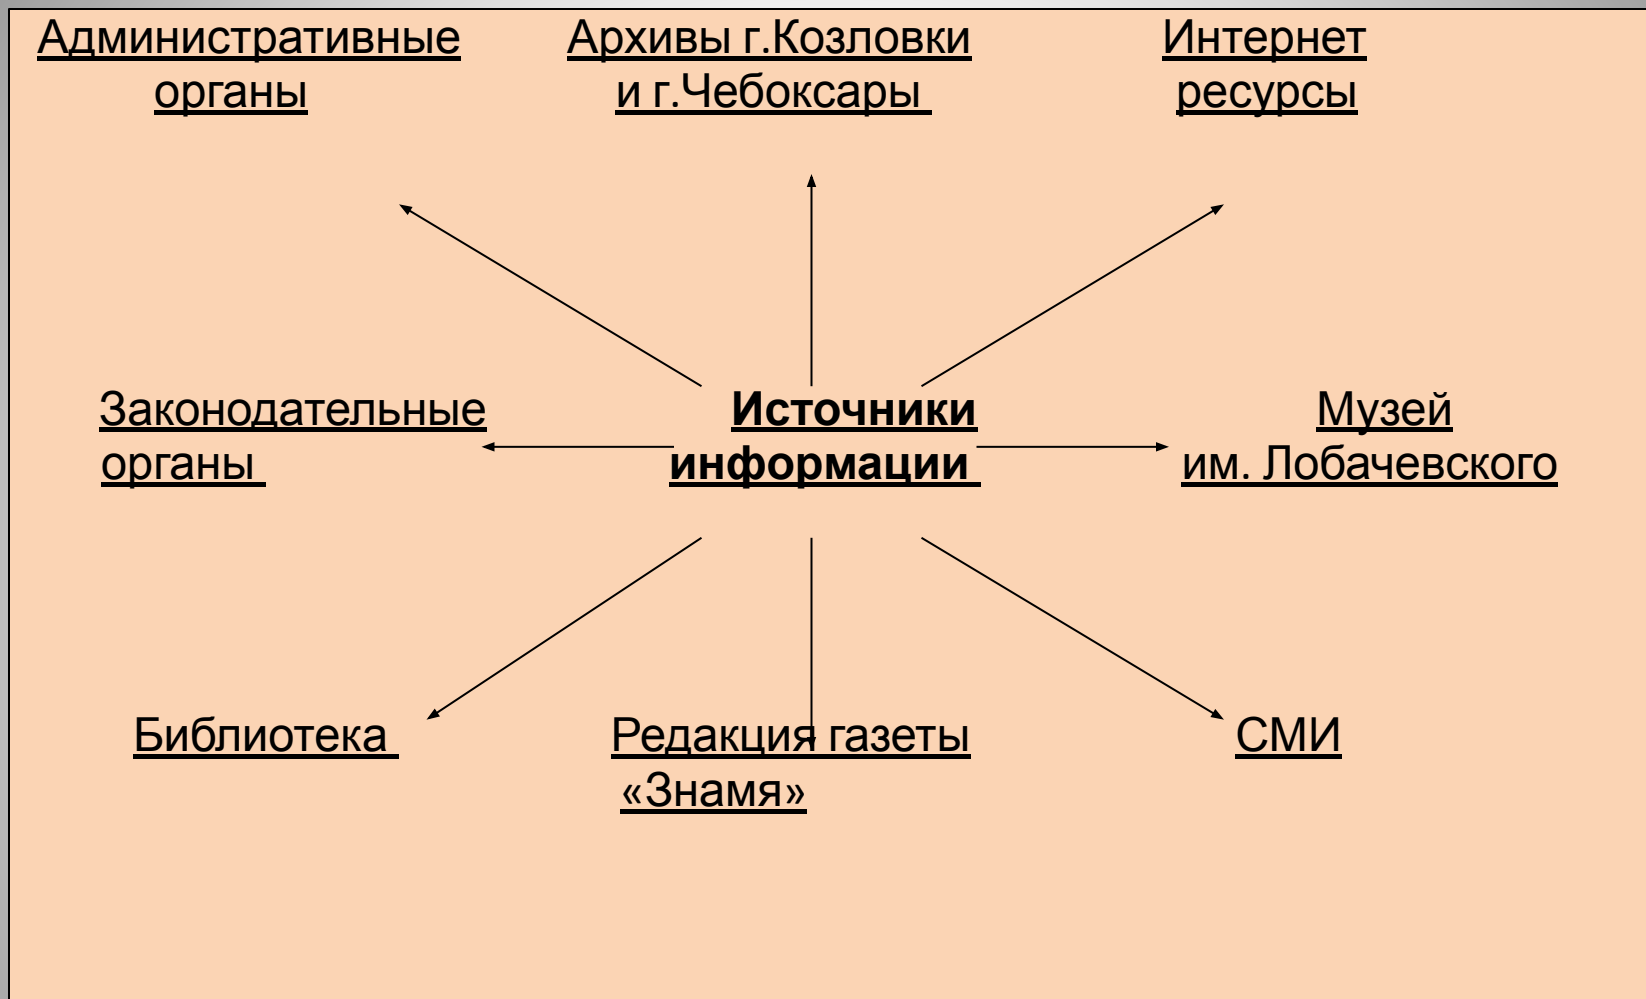 Административные
органы
Архивы г.Козловки
и г.Чебоксары
Интернет
ресурсы
Законодательные
органы
Источники
информации
Музей
им. Лобачевского
Библиотека
Редакция газеты
«Знамя»
СМИ